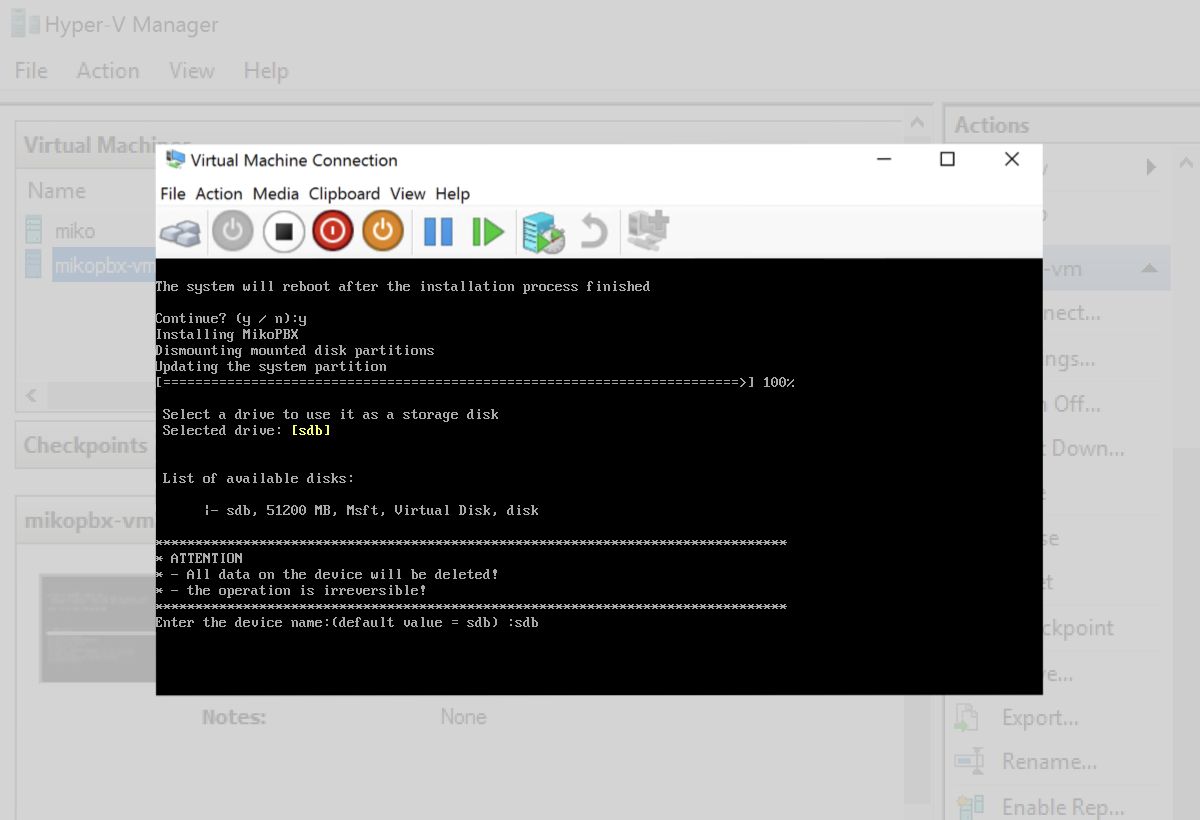 Hyper-V Manager
File Action View Help
Virtual Machines
Actions
Name
miko
mikopbx-vm
-vm
Checkpoints
mikopbx-vm
Notes: None
Export...
Rename...
Enable Rep...
Virtual Machine Connection
File Action Media Clipboard View Help
The system will reboot after the installation process finished
Continue? (y / n):y
Installing MikoPBX
Dismounting mounted disk partitions
Updating the system partition
[========================================================================>] 100%
Select a drive to use it as a storage disk
Selected drive: [sdb]
List of available disks:
|- sdb, 51200 MB, Msft, Virtual Disk, disk
*******************************************************************************
* ATTENTION
* - All data on the device will be deleted!
* - the operation is irreversible!
*******************************************************************************
Enter the device name:(default value = sdb) :sdb
nect...
ngs...
Off...
Down...
ckpoint